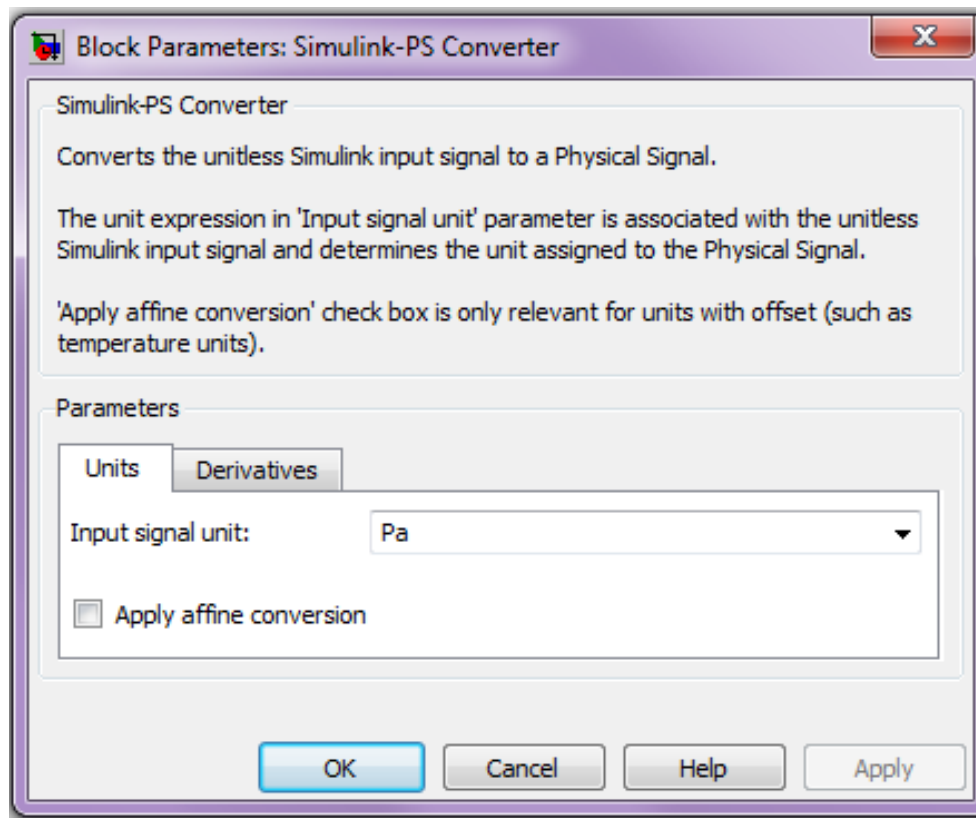 Block Parameters: Simulink-PS Converter
Simulink-PS Converter
Converts the unitless Simulink input signal to a Physical Signal.
The unit expression in 'Input signal unit' parameter is associated with the unitless
Simulink input signal and determines the unit assigned to the Physical Signal.
'Apply affine conversion' check box is only relevant for units with offset (such as
temperature units).
Parameters
Units Derivatives
Input signal unit: Pa
Apply affine conversion
OK Cancel Help Apply